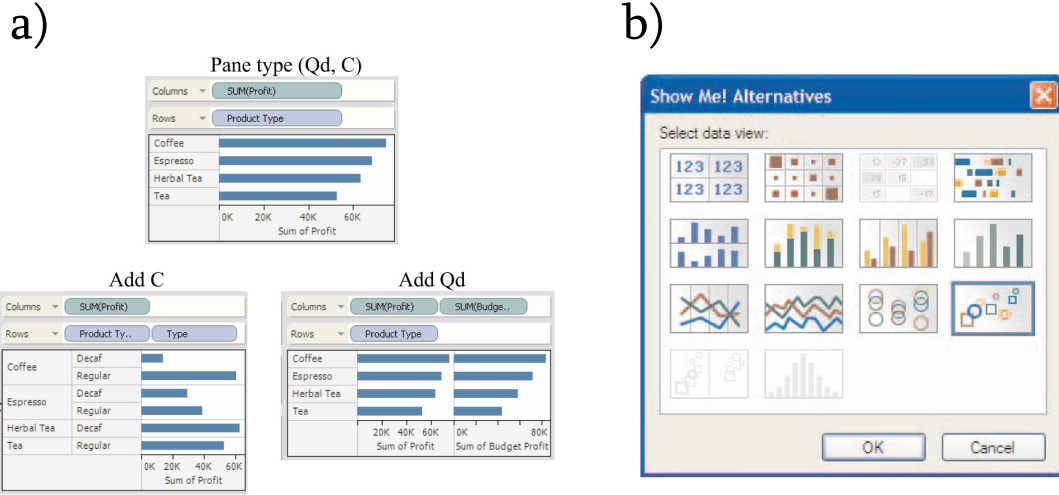 a)
Pane type (Qd, C)
Columns SUM(Profit)
Rows Product Type
Coffee
Espresso
Herbal Tea
Tea
0K 20K 40K 60K
Sum of Profit
Add C
Columns SUM(Profit)
Rows Product Ty.. Type
Coffee Decaf
Regular
Espresso Decaf
Regular
Herbal Tea Decaf
Tea Regular
0K 20K 40K 60K
Sum of Profit
Add Qd
Columns SUM(Profit) SUM(Budge..
Rows Product Type
Coffee
Espresso
Herbal Tea
Tea
20K 40K 60K 0K 80K
Sum of Profit Sum of Budget Profit
b)
Show Me! Alternatives
Select data view:
123 123
123 123
OK Cancel